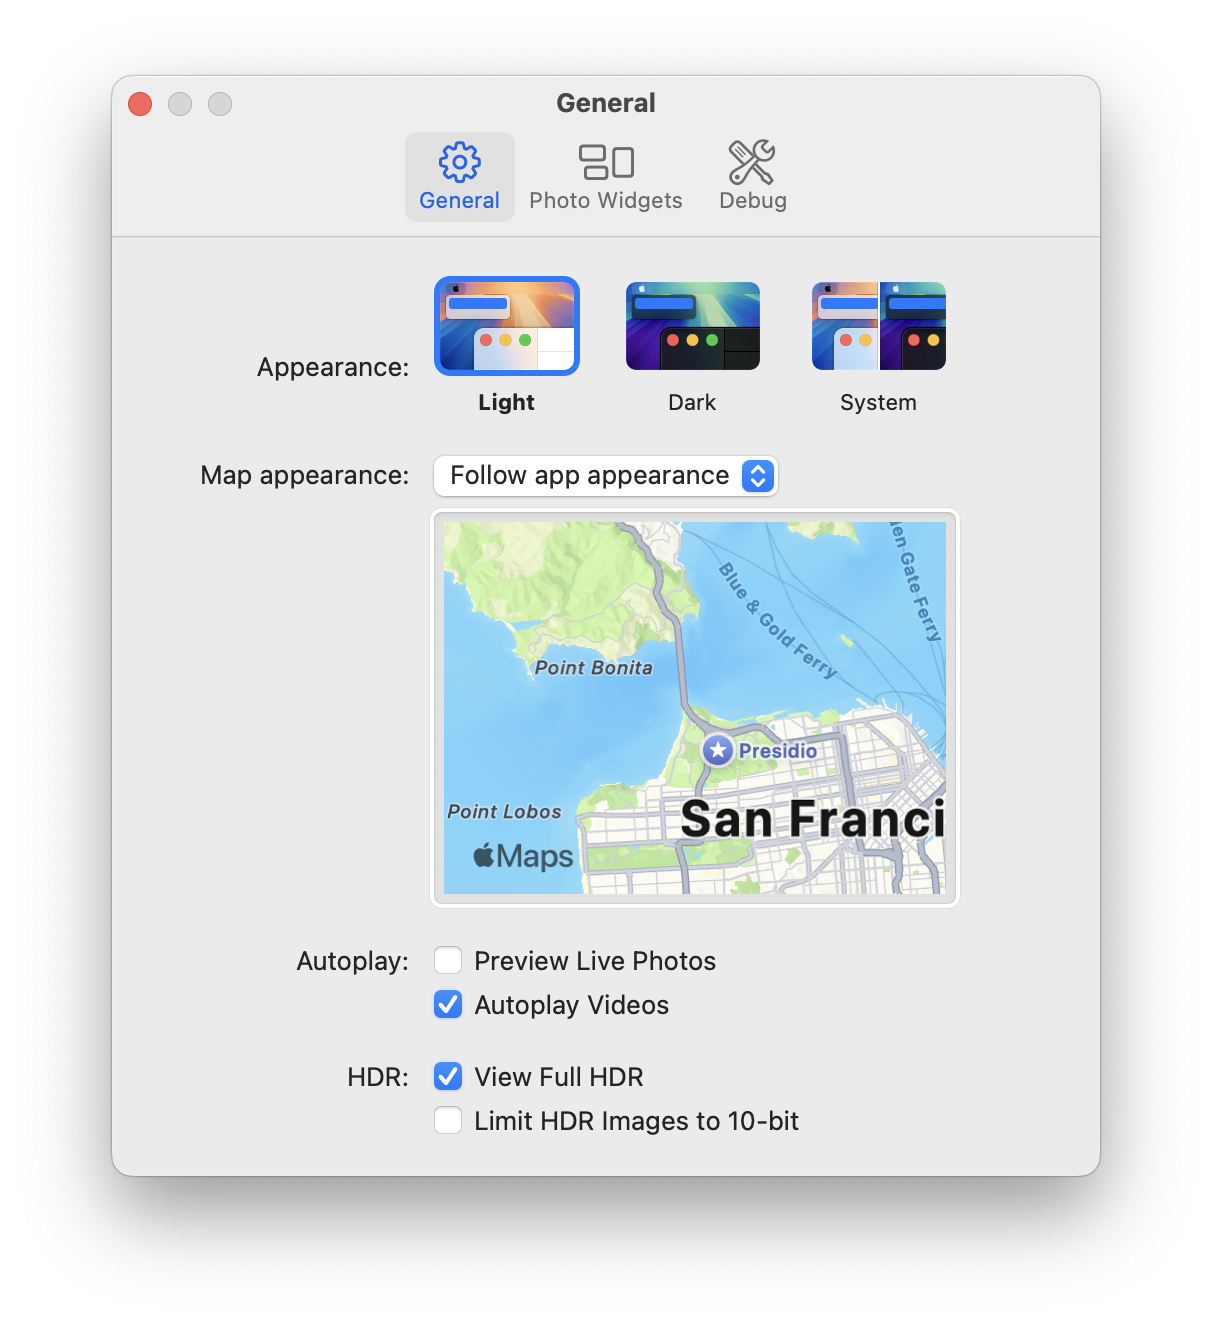 General
General
Photo Widgets
Debug
Appearance:
Light
Dark
System
Map appearance:
Follow app appearance
en Gate Ferry
Blue & Gold Ferry
Point Bonita
Presidio
Point Lobos
San Franci
Maps
Autoplay:
Preview Live Photos
Autoplay Videos
HDR:
View Full HDR
Limit HDR Images to 10-bit